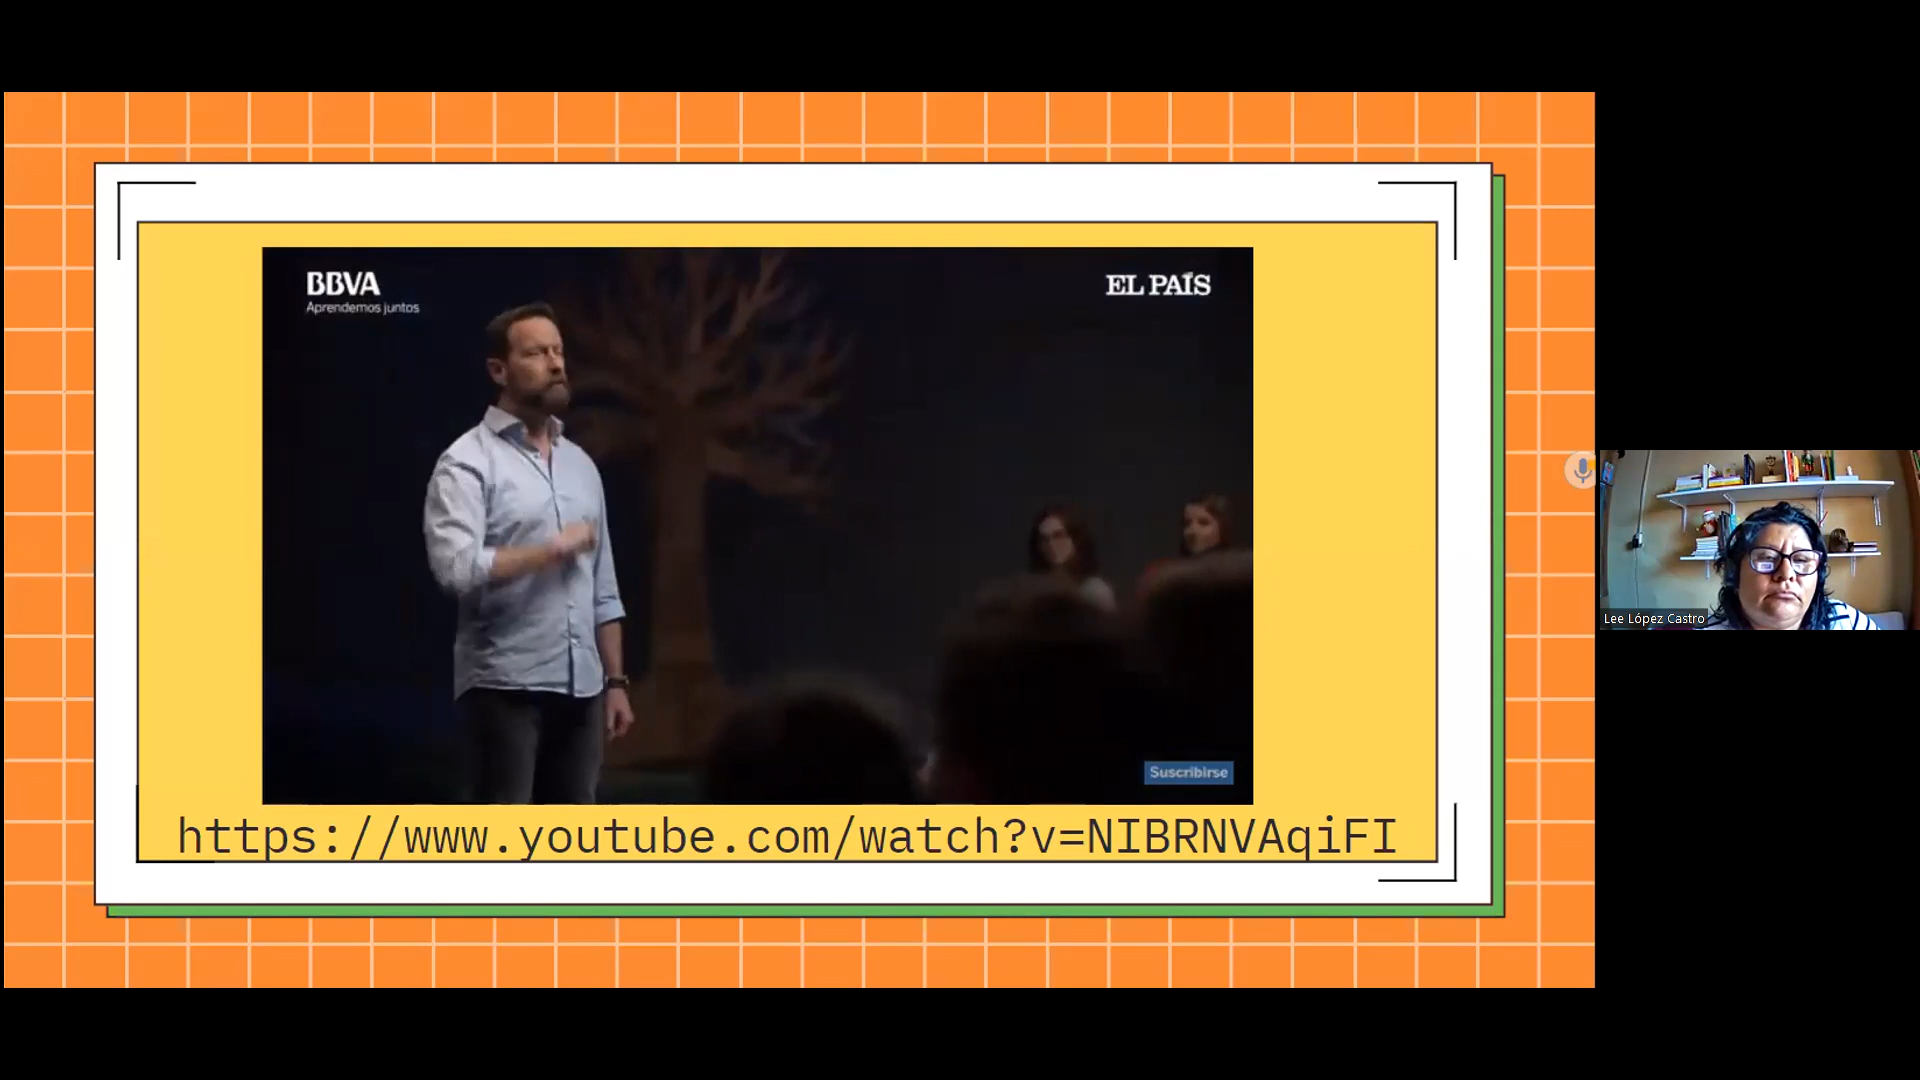 BBVA
Aprendemos juntos
EL PAÍS
Suscribirse
https://www.youtube.com/watch?v=NIBRNVAqiFI
Lee López Castro